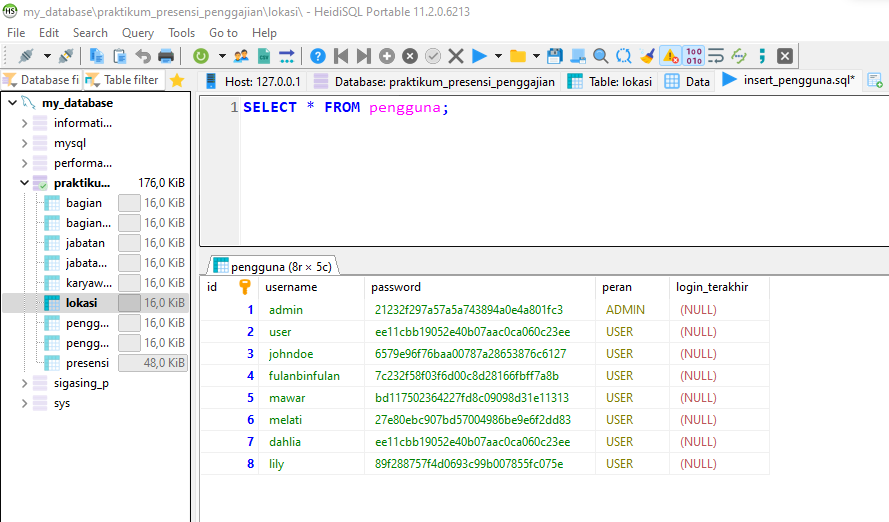 my_database\praktikum_presensi_penggajian\lokasi\ - HeidiSQL Portable 11.2.0.6213
File Edit Search Query Tools Go to Help
Database fi Table filter Host: 127.0.0.1 Database: praktikum_presensi_penggajian Table: lokasi Data insert_pengguna.sql*
my_database
informati...
mysql
performa...
praktiku... 176,0 KiB
bagian 16,0 KiB
bagian... 16,0 KiB
jabatan 16,0 KiB
jabata... 16,0 KiB
karyaw... 16,0 KiB
lokasi 16,0 KiB
pengg... 16,0 KiB
pengg... 16,0 KiB
presensi 48,0 KiB
sigasing_p
sys
1 SELECT * FROM pengguna;
pengguna (8r × 5c)
id username password peran login_terakhir
1 admin 21232f297a57a5a743894a0e4a801fc3 ADMIN (NULL)
2 user ee11cbb19052e40b07aac0ca060c23ee USER (NULL)
3 johndoe 6579e96f76baa00787a28653876c6127 USER (NULL)
4 fulanbinfulan 7c232f58f03f6d00c8d28166fbff7a8b USER (NULL)
5 mawar bd117502364227fd8c09098d31e11313 USER (NULL)
6 melati 27e80ebc907bd57004986be9e6f2dd83 USER (NULL)
7 dahlia ee11cbb19052e40b07aac0ca060c23ee USER (NULL)
8 lily 89f288757f4d0693c99b007855fc075e USER (NULL)